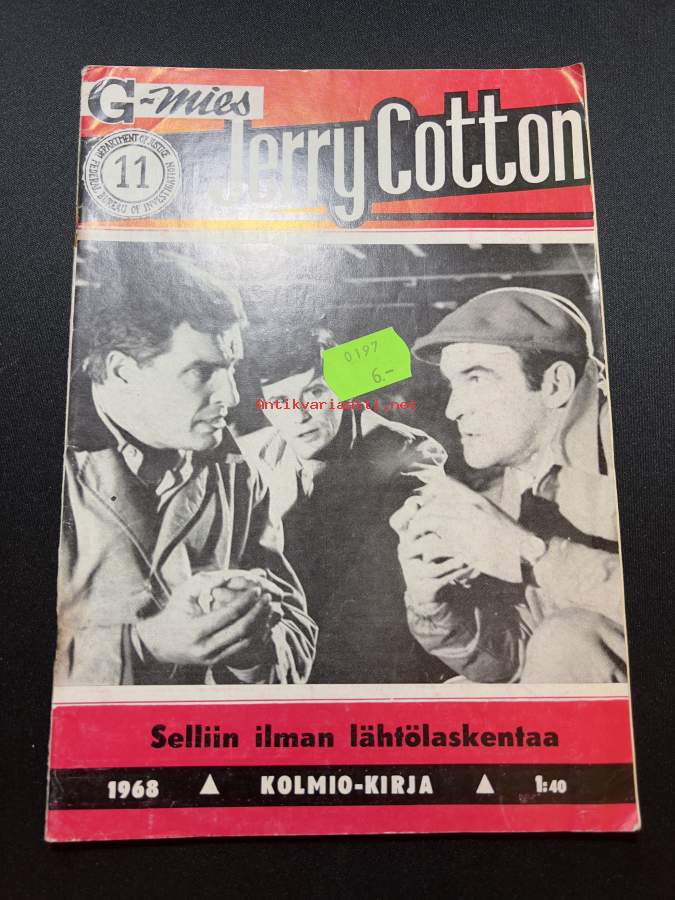 G-mies
Jerry Cotton
DEPARTMENT OF JUSTICE
11
FEDERAL BUREAU OF INVESTIGATION
0197
6.-
Antikvariaatti.net
Selliin ilman lähtölaskentaa
1968 ▲ KOLMIO-KIRJA ▲ 1:40